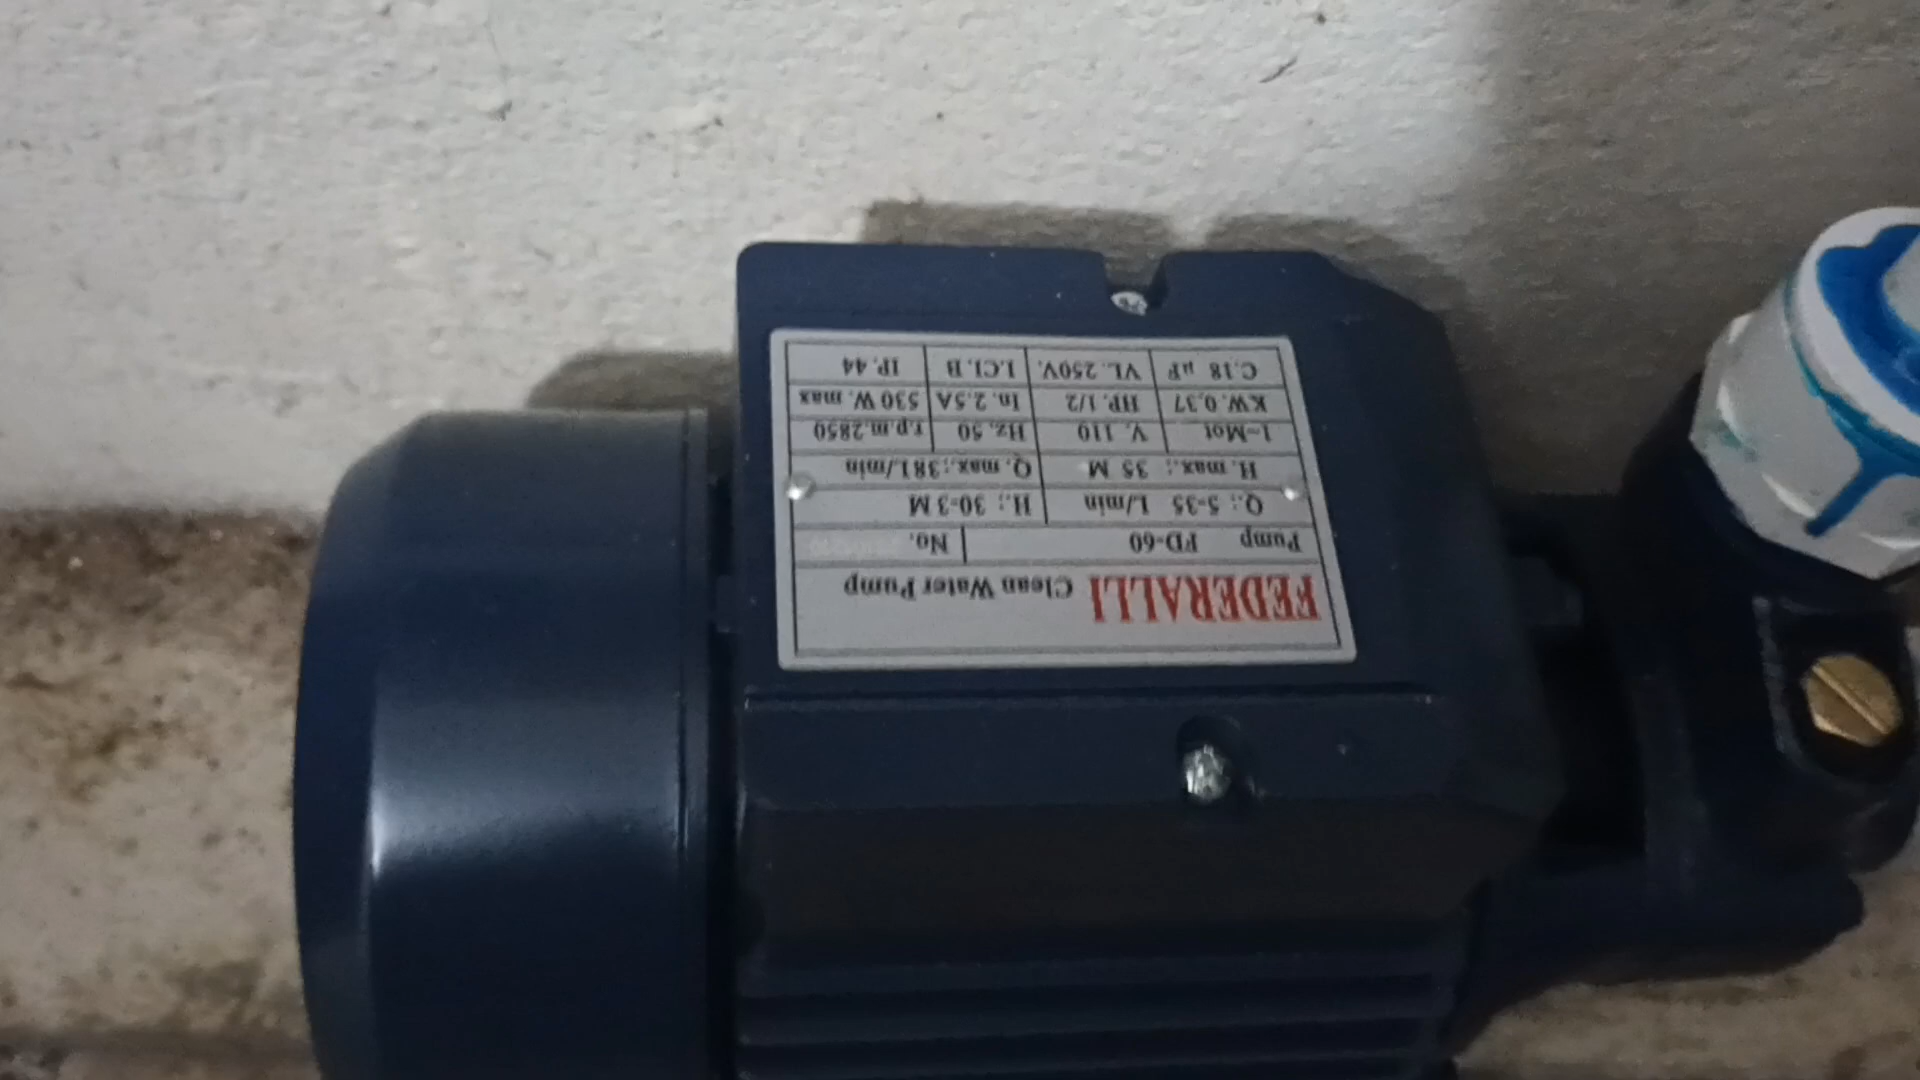 FEDERALLI Clean Water Pump
Pump FD-60 No.
Q.: 5-35 L/min H.: 30-3 M
H. max.: 35 M Q. max.:38L/min
1~Mot V. 110 Hz. 50 r.p.m.2850
KW.0,37 HP. 1/2 In. 2.5A 530 W. max
C.18 µF VL. 250V. I.CI. B IP. 44